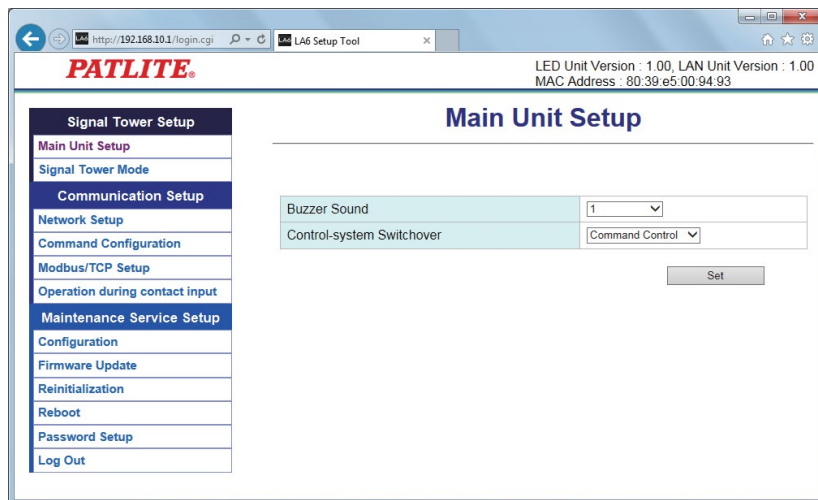 http://192.168.10.1/login.cgi
LA6 LA6 Setup Tool
PATLITE®
LED Unit Version : 1.00, LAN Unit Version : 1.00
MAC Address : 80:39:e5:00:94:93
Signal Tower Setup
Main Unit Setup
Signal Tower Mode
Communication Setup
Network Setup
Command Configuration
Modbus/TCP Setup
Operation during contact input
Maintenance Service Setup
Configuration
Firmware Update
Reinitialization
Reboot
Password Setup
Log Out
Main Unit Setup
Buzzer Sound 1
Control-system Switchover Command Control
Set